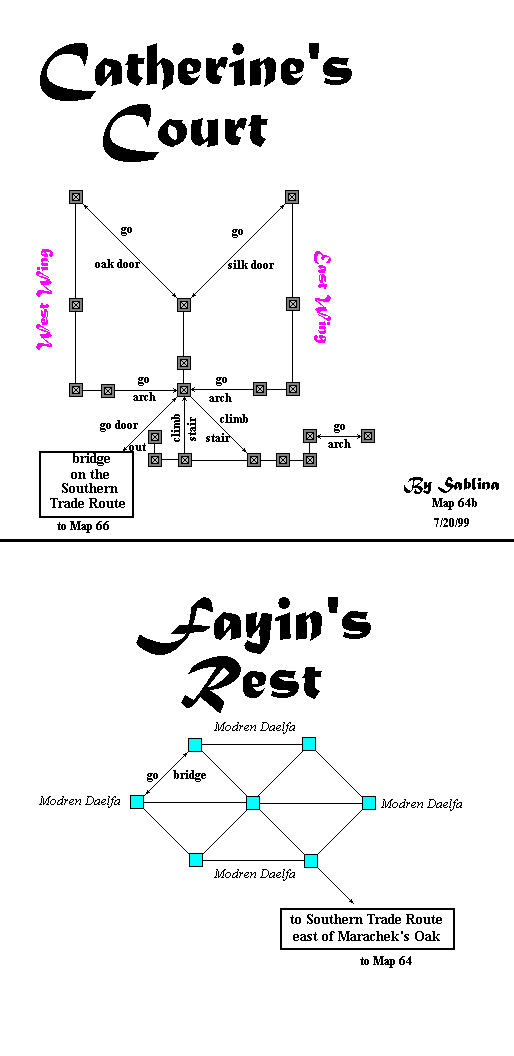 Catherine's
Court
go
go
oak door
silk door
West Wing
East Wing
go
arch
go
arch
go door
out
climb
stair
climb
stair
go
arch
bridge
on the
Southern
Trade Route
to Map 66
By Sablina
Map 64b
7/20/99
Fayin's
Rest
Modren Daelfa
go bridge
Modren Daelfa
Modren Daelfa
Modren Daelfa
to Southern Trade Route
east of Marachek's Oak
to Map 64